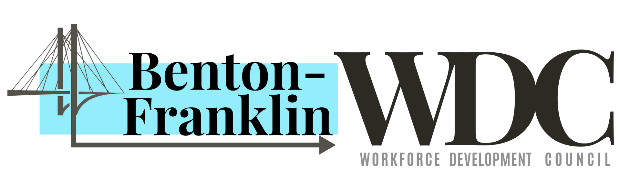 Benton-
Franklin
WDC
WORKFORCE DEVELOPMENT COUNCIL